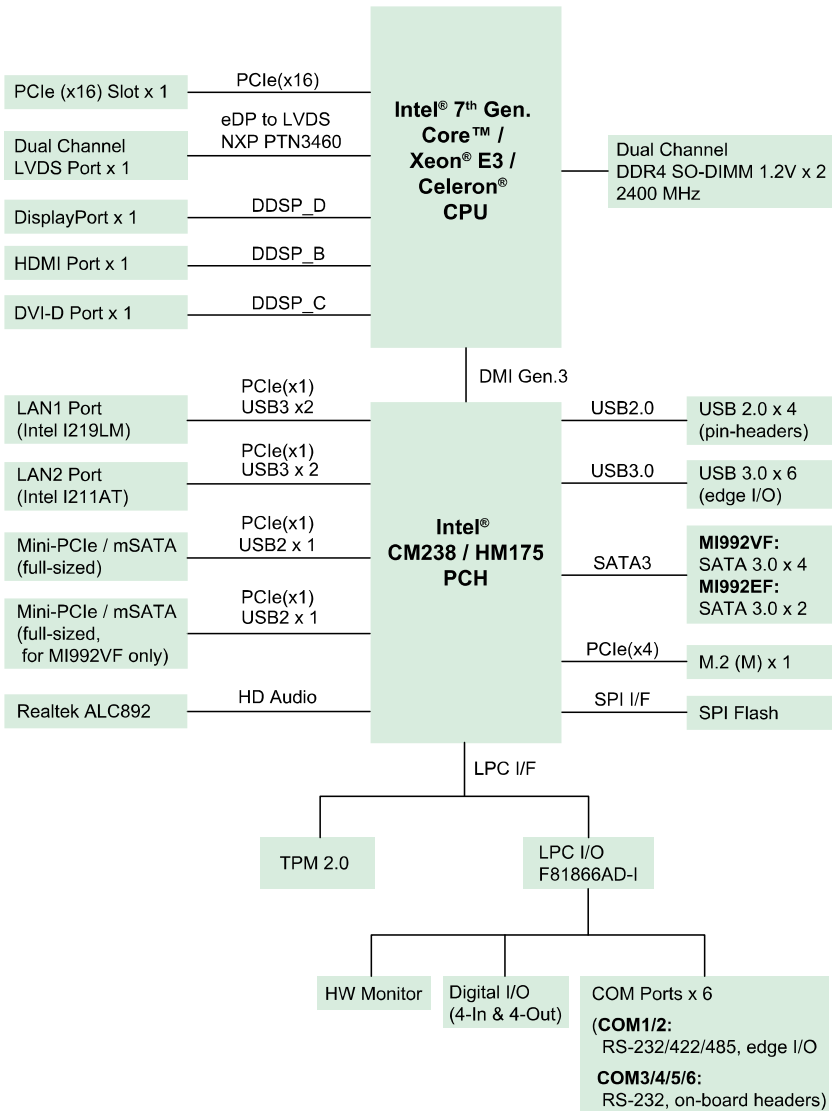 PCIe (x16) Slot x 1
PCIe(x16)
Dual Channel
LVDS Port x 1
eDP to LVDS
NXP PTN3460
DisplayPort x 1
DDSP_D
HDMI Port x 1
DDSP_B
DVI-D Port x 1
DDSP_C
Intel® 7th Gen.
Core™ /
Xeon® E3 /
Celeron®
CPU
Dual Channel
DDR4 SO-DIMM 1.2V x 2
2400 MHz
DMI Gen.3
LAN1 Port
(Intel I219LM)
PCIe(x1)
USB3 x2
LAN2 Port
(Intel I211AT)
PCIe(x1)
USB3 x 2
Mini-PCIe / mSATA
(full-sized)
PCIe(x1)
USB2 x 1
Mini-PCIe / mSATA
(full-sized,
for MI992VF only)
PCIe(x1)
USB2 x 1
Realtek ALC892
HD Audio
Intel®
CM238 / HM175
PCH
USB2.0
USB 2.0 x 4
(pin-headers)
USB3.0
USB 3.0 x 6
(edge I/O)
SATA3
MI992VF:
SATA 3.0 x 4
MI992EF:
SATA 3.0 x 2
PCIe(x4)
M.2 (M) x 1
SPI I/F
SPI Flash
LPC I/F
TPM 2.0
LPC I/O
F81866AD-I
HW Monitor
Digital I/O
(4-In & 4-Out)
COM Ports x 6
(COM1/2:
RS-232/422/485, edge I/O
COM3/4/5/6:
RS-232, on-board headers)